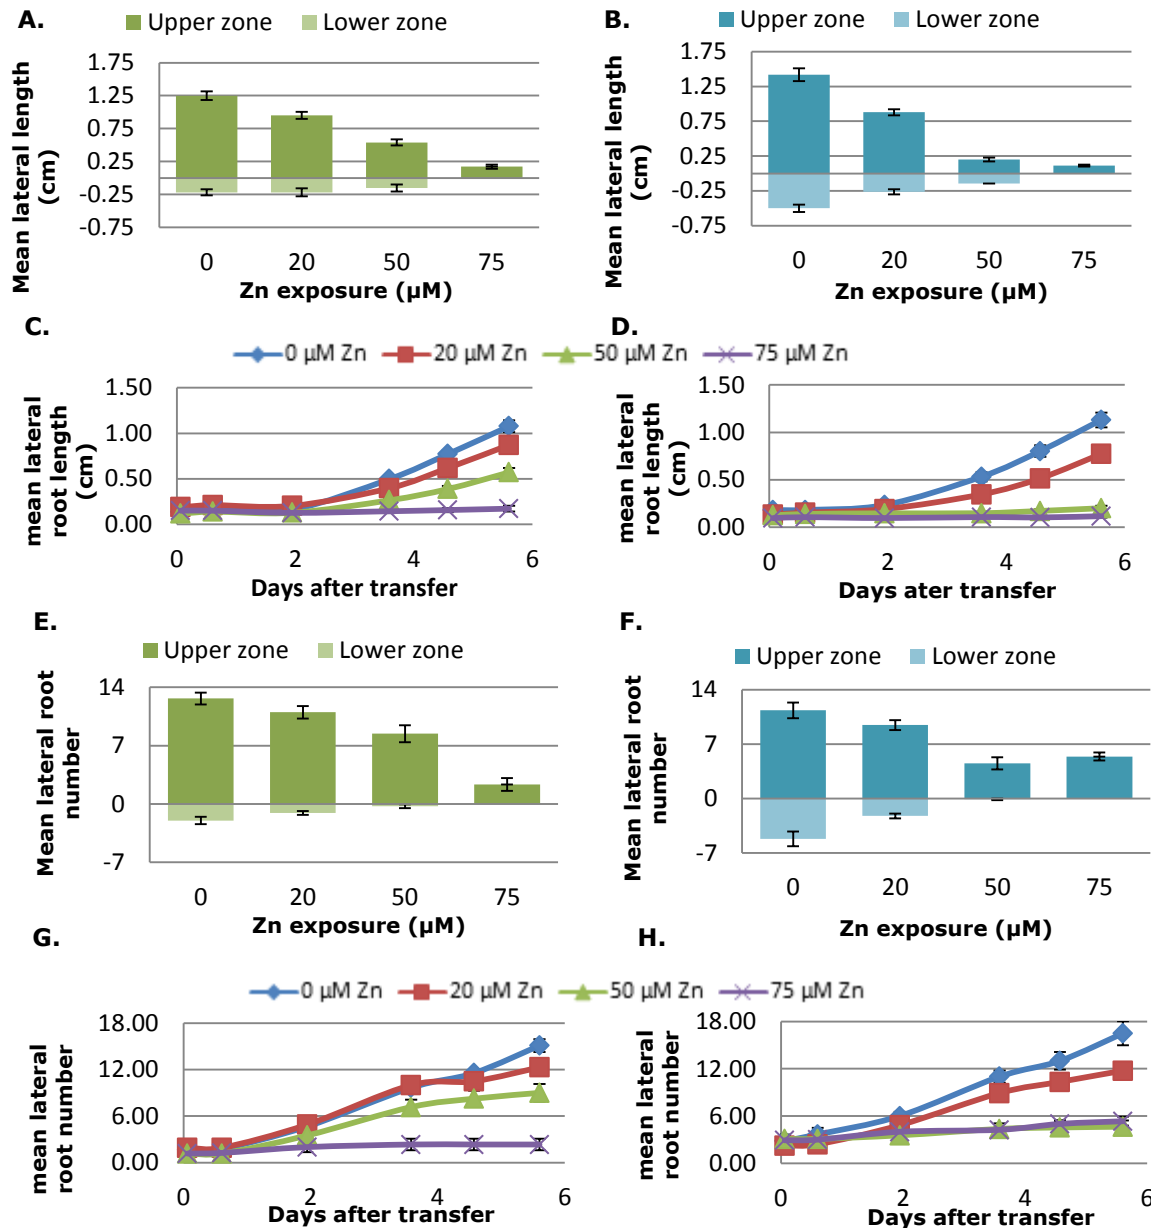 A.
Upper zone Lower zone
Mean lateral length
(cm)
1.75
1.25
0.75
0.25
-0.25
-0.75
0 20 50 75
Zn exposure (µM)
B.
Upper zone Lower zone
Mean lateral length
(cm)
1.75
1.25
0.75
0.25
-0.25
-0.75
0 20 50 75
Zn exposure (µM)
C.
D.
0 µM Zn 20 µM Zn 50 µM Zn 75 µM Zn
mean lateral
root length
(cm)
1.50
1.00
0.50
0.00
0 2 4 6
Days after transfer
mean lateral
root length
(cm)
1.50
1.00
0.50
0.00
0 2 4 6
Days ater transfer
E.
Upper zone Lower zone
Mean lateral root
number
14
7
0
-7
0 20 50 75
Zn exposure (µM)
F.
Upper zone Lower zone
Mean lateral root
number
14
7
0
-7
0 20 50 75
Zn exposure (µM)
G.
H.
0 µM Zn 20 µM Zn 50 µM Zn 75 µM Zn
mean lateral
root number
18.00
12.00
6.00
0.00
0 2 4 6
Days after transfer
mean lateral
root number
18.00
12.00
6.00
0.00
0 2 4 6
Days after transfer